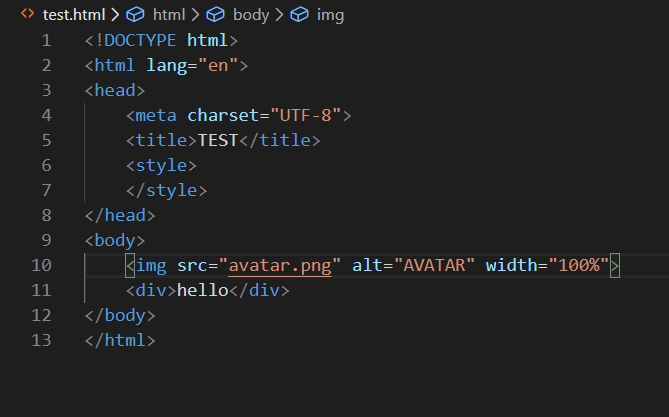 <> test.html > html > body > img
1 <!DOCTYPE html>
2 <html lang="en">
3 <head>
4     <meta charset="UTF-8">
5     <title>TEST</title>
6     <style>
7     </style>
8 </head>
9 <body>
10     <img src="avatar.png" alt="AVATAR" width="100%">
11     <div>hello</div>
12 </body>
13 </html>